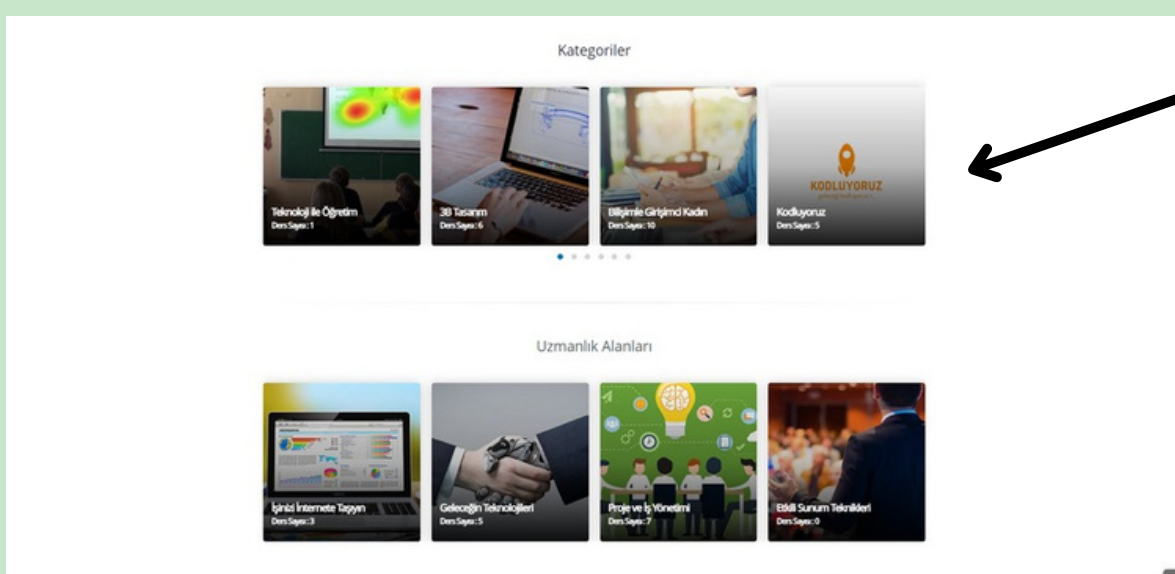 Kategoriler
Teknoloji ile Öğretim
Ders Sayısı: 1
3B Tasarım
Ders Sayısı: 6
Bilişimle Girişimci Kadın
Ders Sayısı: 10
KODLUYORUZ
Kodluyoruz
Ders Sayısı: 5
Uzmanlık Alanları
İşinizi İnternete Taşıyın
Ders Sayısı: 3
Geleceğin Teknolojileri
Ders Sayısı: 5
Proje ve İş Yönetimi
Ders Sayısı: 7
Etkili Sunum Teknikleri
Ders Sayısı: 0